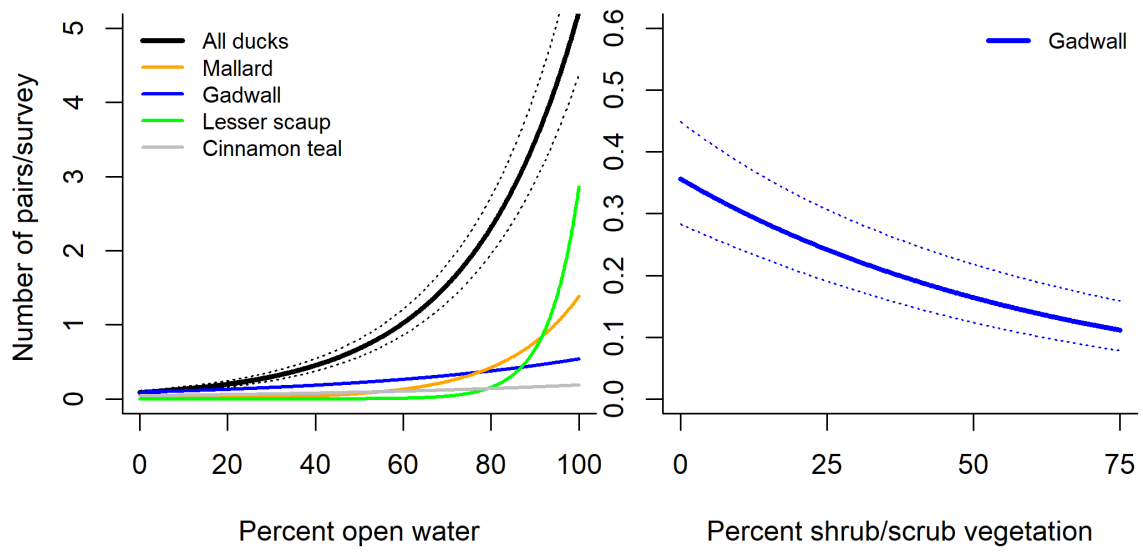 Number of pairs/survey
5
4
3
2
1
0
All ducks
Mallard
Gadwall
Lesser scaup
Cinnamon teal
0 20 40 60 80 100
Percent open water
0.6
0.5
0.4
0.3
0.2
0.1
0.0
Gadwall
0 25 50 75
Percent shrub/scrub vegetation